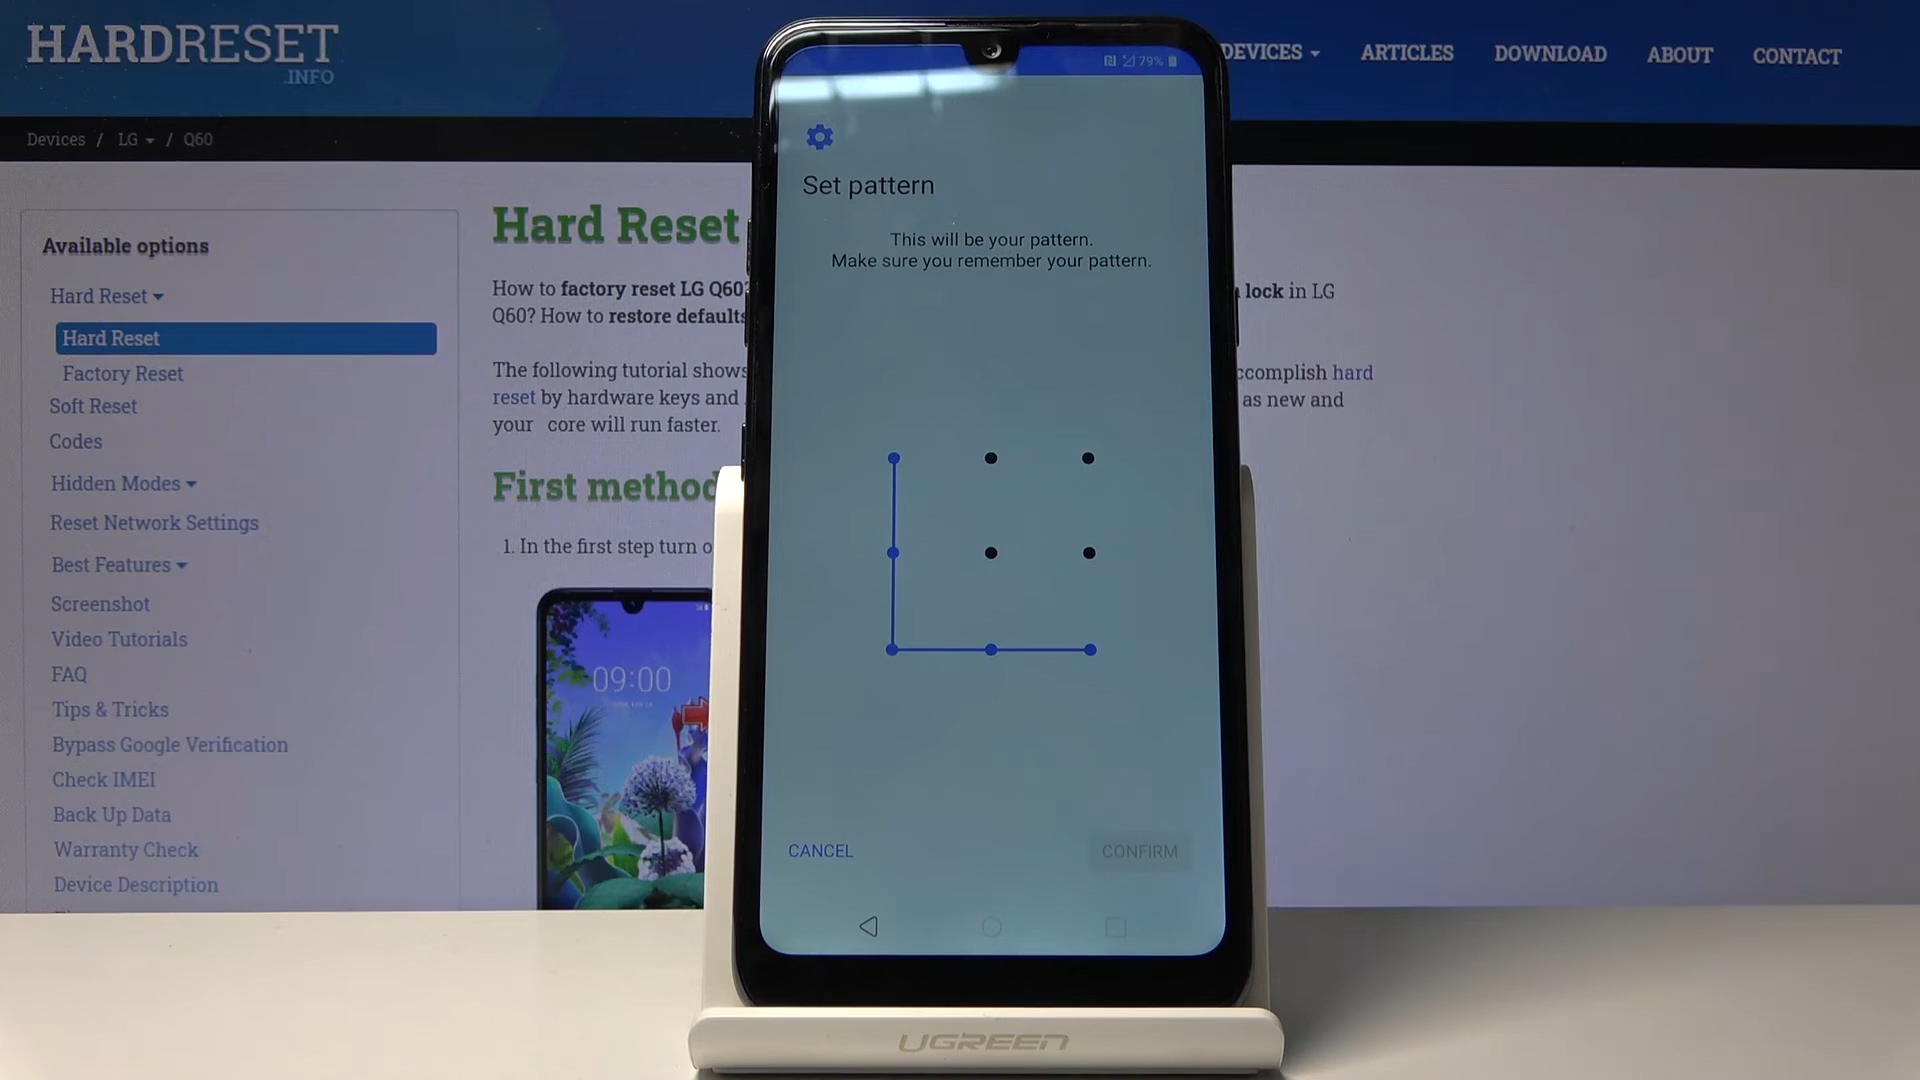 HARDRESET
.INFO
DEVICES
ARTICLES
DOWNLOAD
ABOUT
CONTACT
Devices / LG / Q60
Available options
Hard Reset
Hard Reset
Factory Reset
Soft Reset
Codes
Hidden Modes
Reset Network Settings
Best Features
Screenshot
Video Tutorials
FAQ
Tips & Tricks
Bypass Google Verification
Check IMEI
Back Up Data
Warranty Check
Device Description
Hard Reset
How to factory reset LG Q60?
lock in LG
Q60? How to restore defaults
The following tutorial shows
accomplish hard
reset by hardware keys and
as new and
your core will run faster.
First method
1. In the first step turn
09:00
79%
Set pattern
This will be your pattern.
Make sure you remember your pattern.
CANCEL
CONFIRM
UGREEN